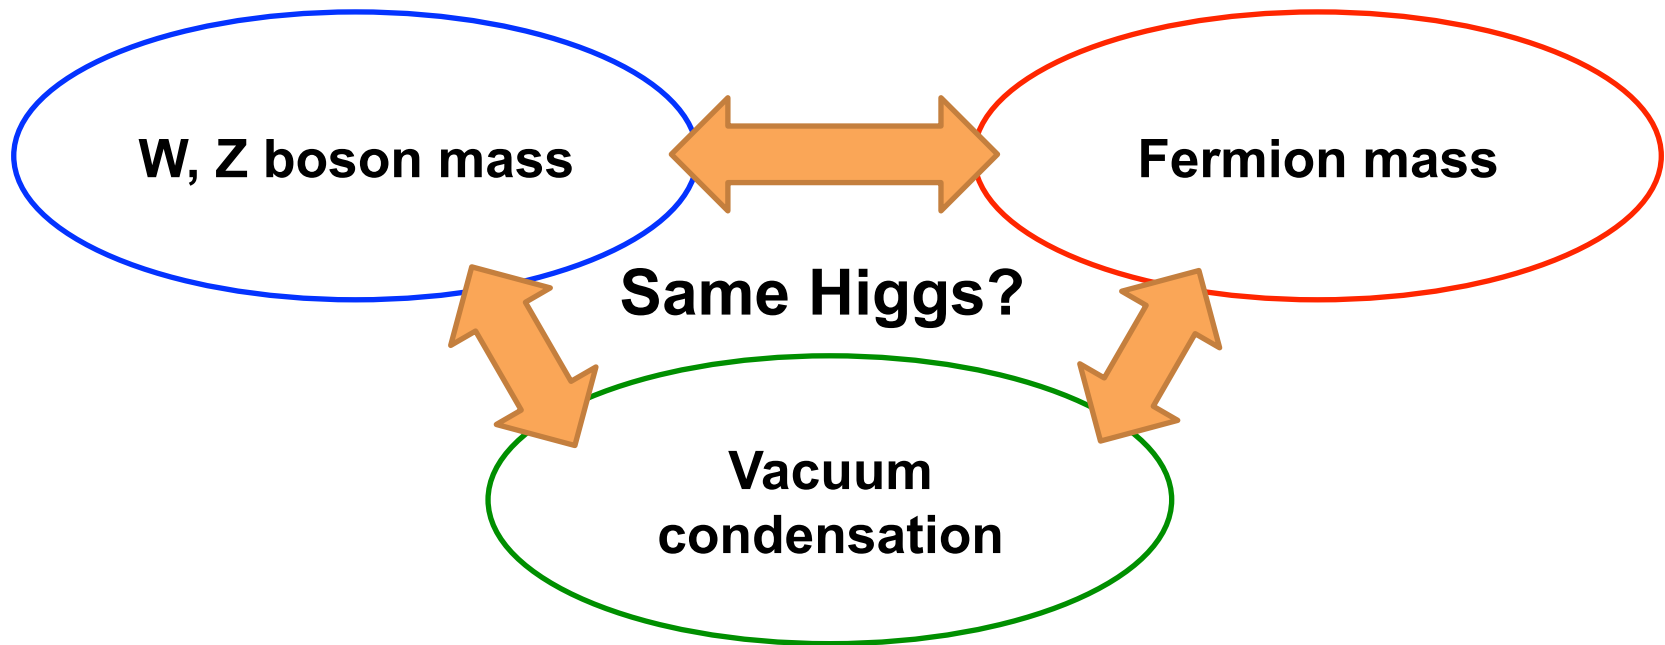 W, Z boson mass
Fermion mass
Same Higgs?
Vacuum
condensation